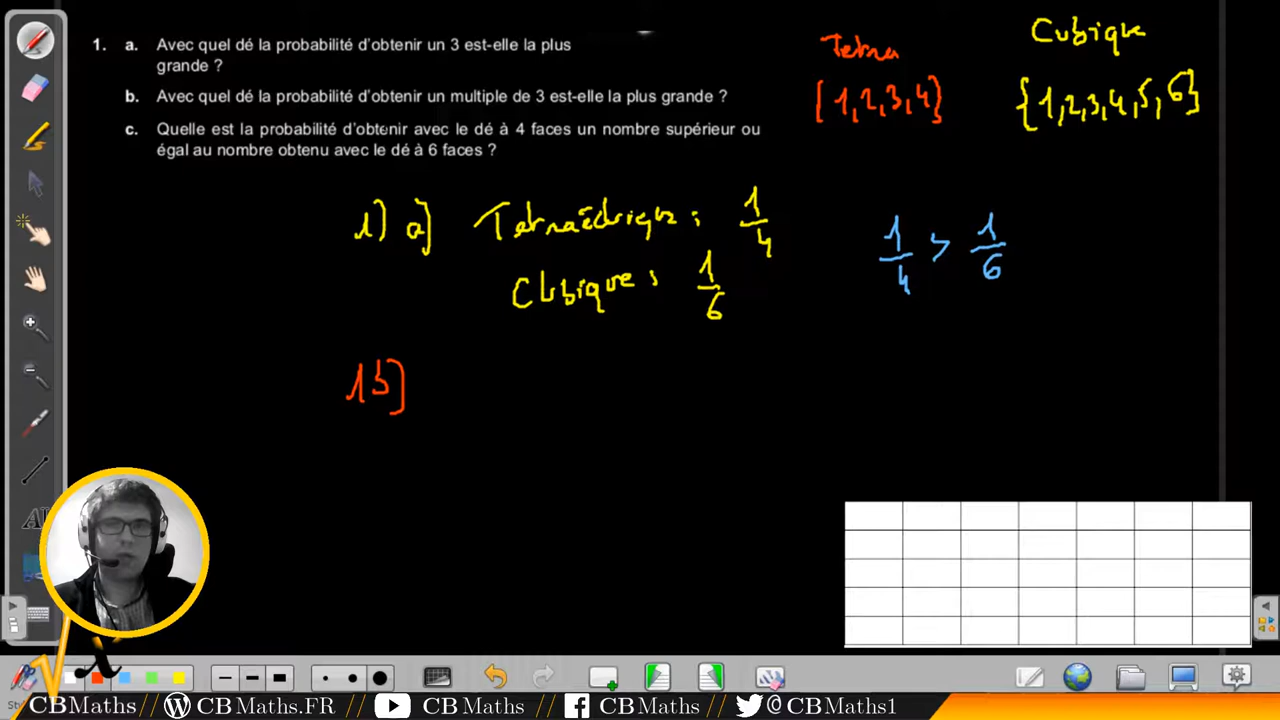 1. a. Avec quel dé la probabilité d'obtenir un 3 est-elle la plus
grande ?
b. Avec quel dé la probabilité d'obtenir un multiple de 3 est-elle la plus grande ?
c. Quelle est la probabilité d'obtenir avec le dé à 4 faces un nombre supérieur ou
égal au nombre obtenu avec le dé à 6 faces ?
Tetra
{1,2,3,4}
Cubique
{1,2,3,4,5,6}
1) a) Tetraèdrique : 1/4
Cubique : 1/6
1/4 > 1/6
1b)
CBMaths CBMaths.FR CBMaths CBMaths @CBMaths1